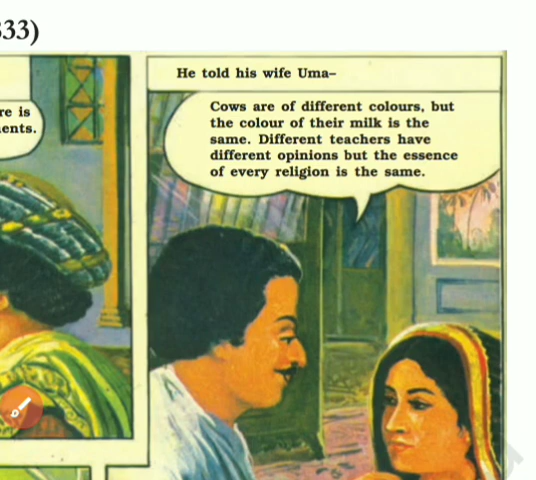 333)
re is
ents.
He told his wife Uma–
Cows are of different colours, but
the colour of their milk is the
same. Different teachers have
different opinions but the essence
of every religion is the same.